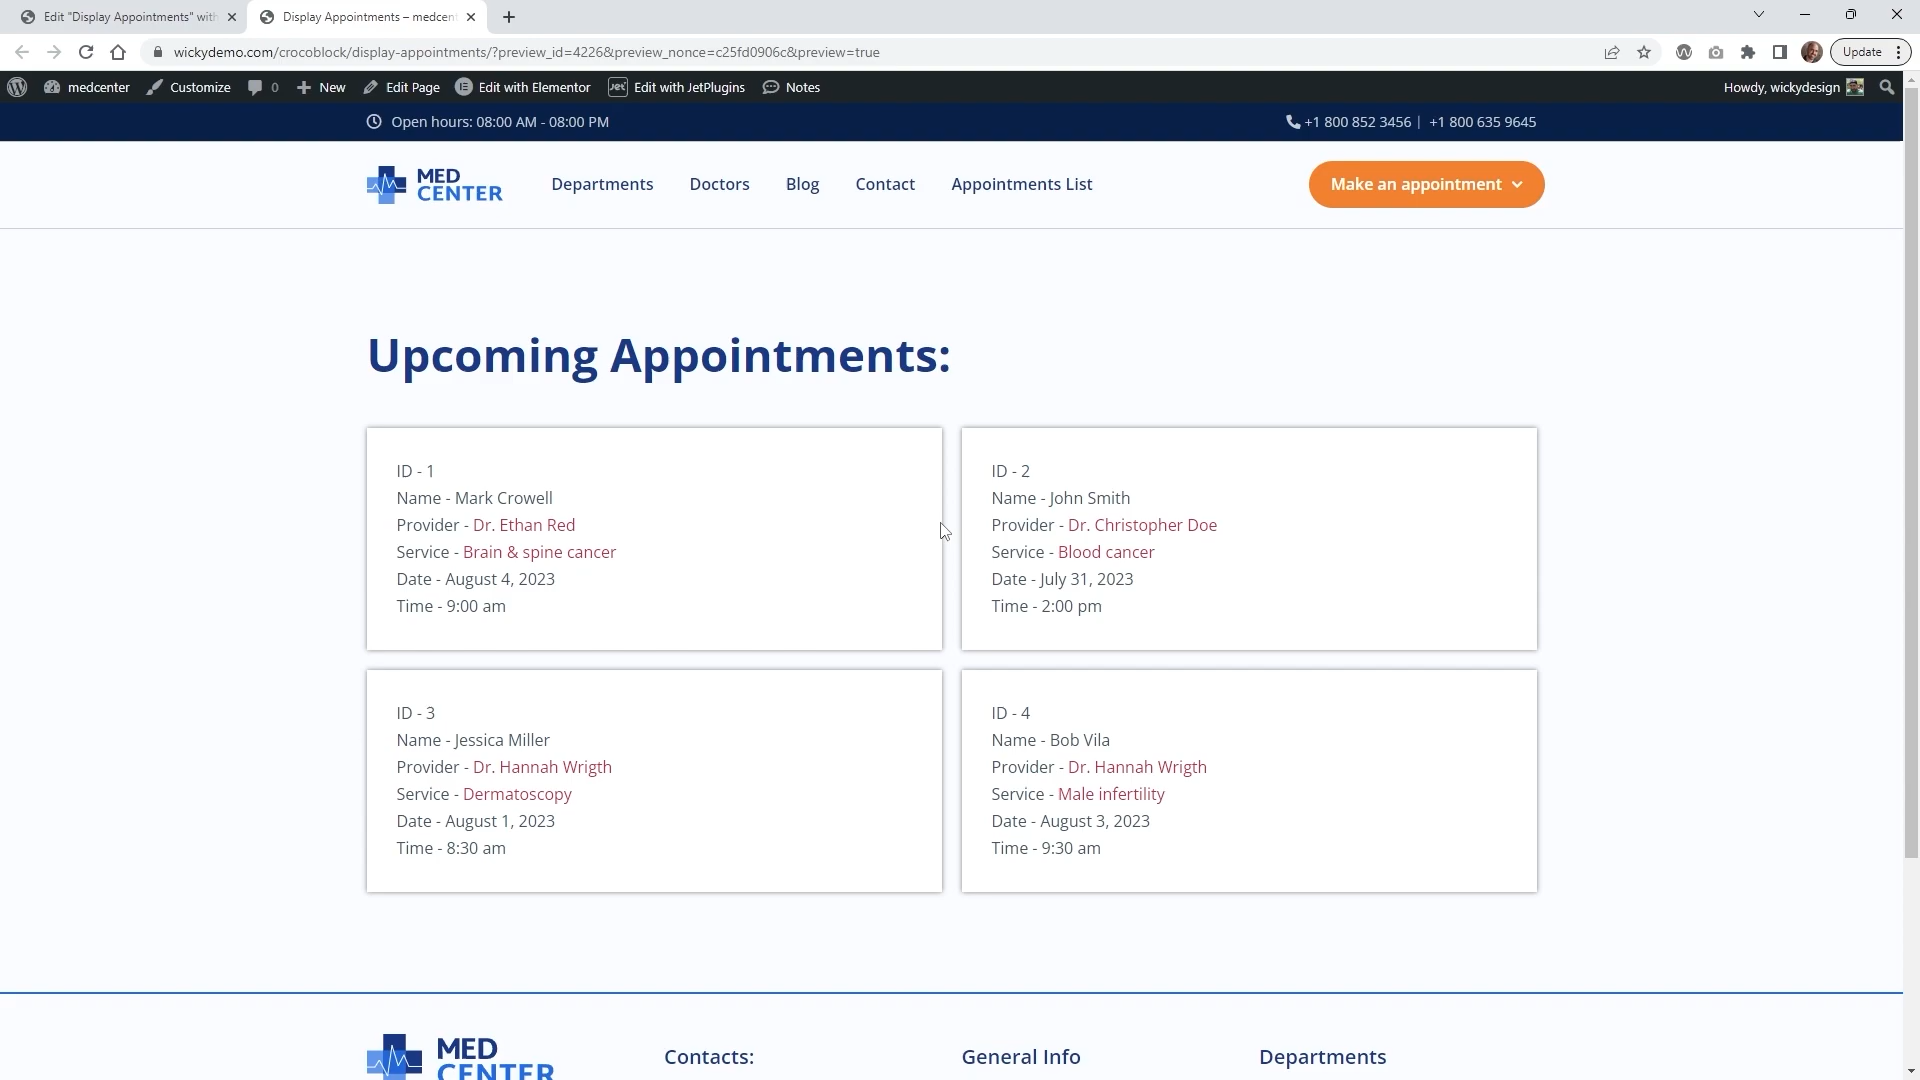 Edit "Display Appointments" with
Display Appointments – medcent
wickydemo.com/crocoblock/display-appointments/?preview_id=4226&preview_nonce=c25fd0906c&preview=true
Update
medcenter
Customize
0
New
Edit Page
Edit with Elementor
Jet
Edit with JetPlugins
Notes
Howdy, wickydesign
Open hours: 08:00 AM - 08:00 PM
+1 800 852 3456 | +1 800 635 9645
MED
CENTER
Departments
Doctors
Blog
Contact
Appointments List
Make an appointment
Upcoming Appointments:
ID - 1
Name - Mark Crowell
Provider - Dr. Ethan Red
Service - Brain & spine cancer
Date - August 4, 2023
Time - 9:00 am
ID - 2
Name - John Smith
Provider - Dr. Christopher Doe
Service - Blood cancer
Date - July 31, 2023
Time - 2:00 pm
ID - 3
Name - Jessica Miller
Provider - Dr. Hannah Wrigth
Service - Dermatoscopy
Date - August 1, 2023
Time - 8:30 am
ID - 4
Name - Bob Vila
Provider - Dr. Hannah Wrigth
Service - Male infertility
Date - August 3, 2023
Time - 9:30 am
MED
CENTER
Contacts:
General Info
Departments